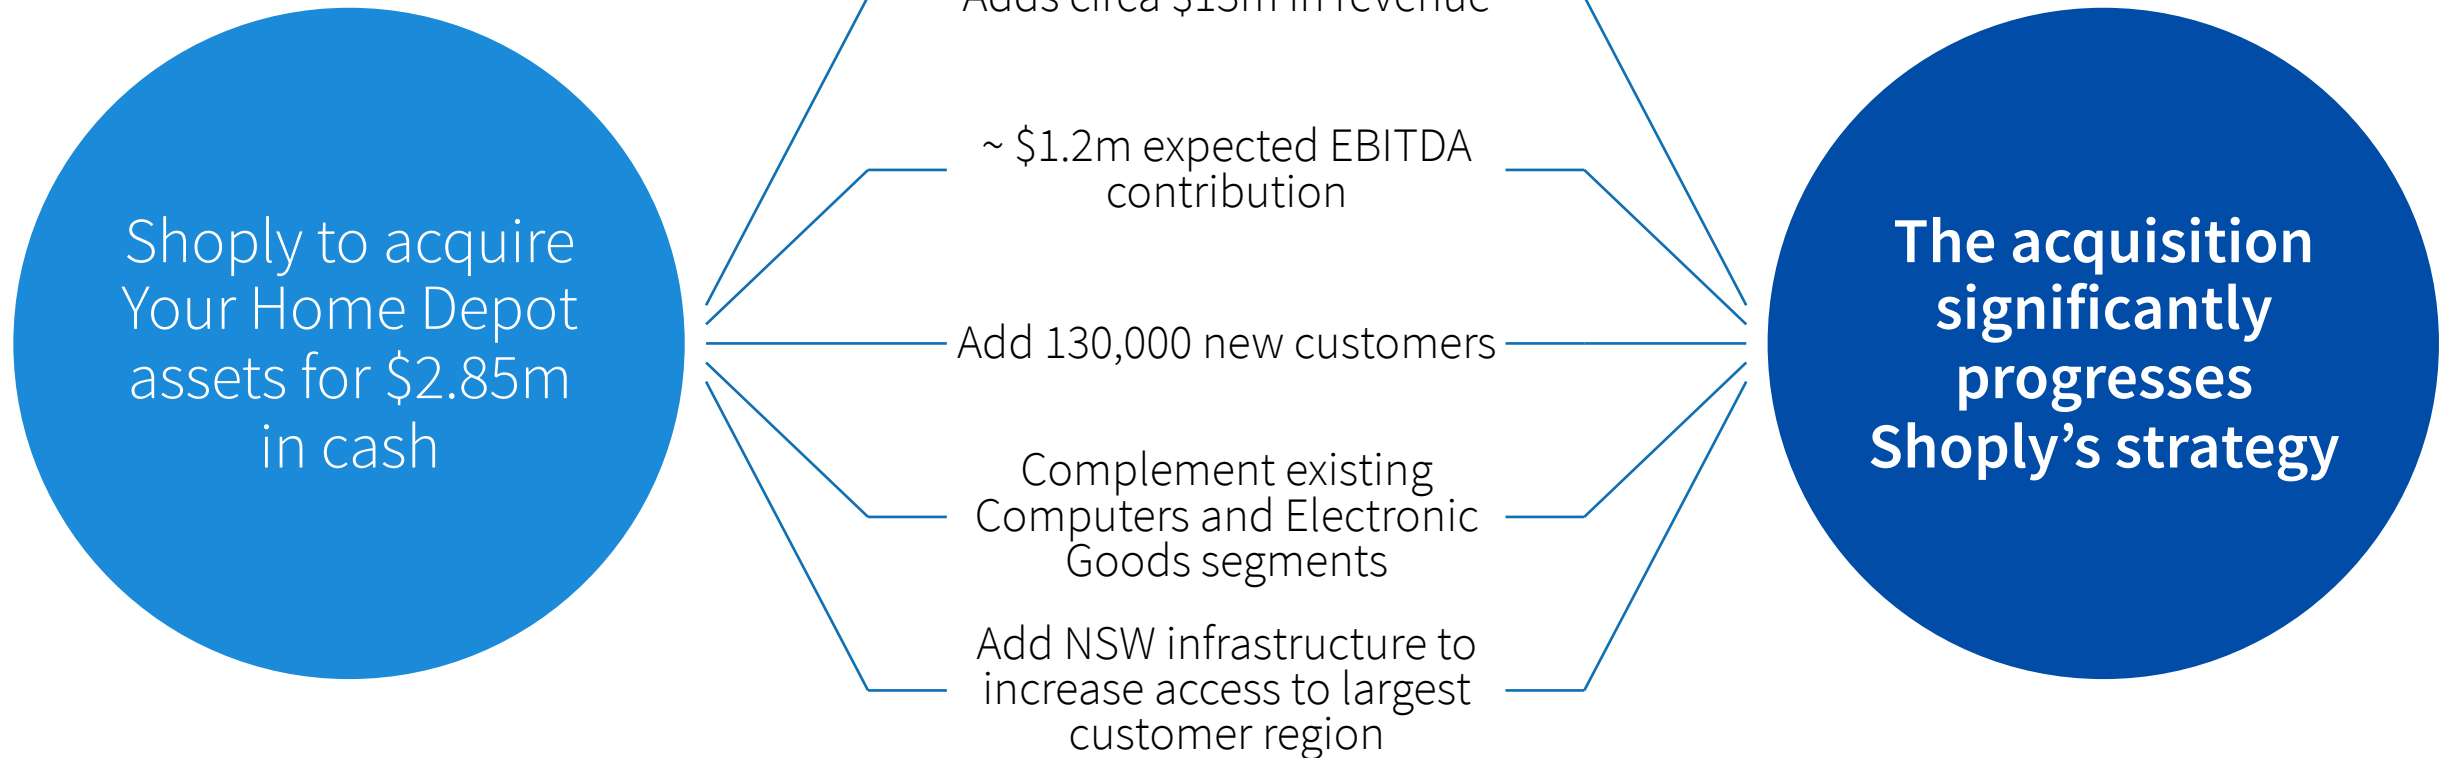 Shoply to acquire
Your Home Depot
assets for $2.85m
in cash
in revenue
~ $1.2m expected EBITDA
contribution
Add 130,000 new customers
Complement existing
Computers and Electronic
Goods segments
Add NSW infrastructure to
increase access to largest
customer region
The acquisition
significantly
progresses
Shoply’s strategy